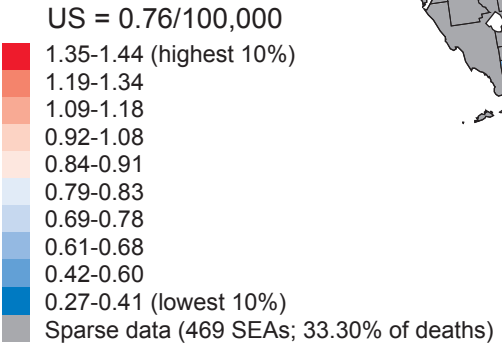 US = 0.76/100,000
1.35-1.44 (highest 10%)
1.19-1.34
1.09-1.18
0.92-1.08
0.84-0.91
0.79-0.83
0.69-0.78
0.61-0.68
0.42-0.60
0.27-0.41 (lowest 10%)
Sparse data (469 SEAs; 33.30% of deaths)